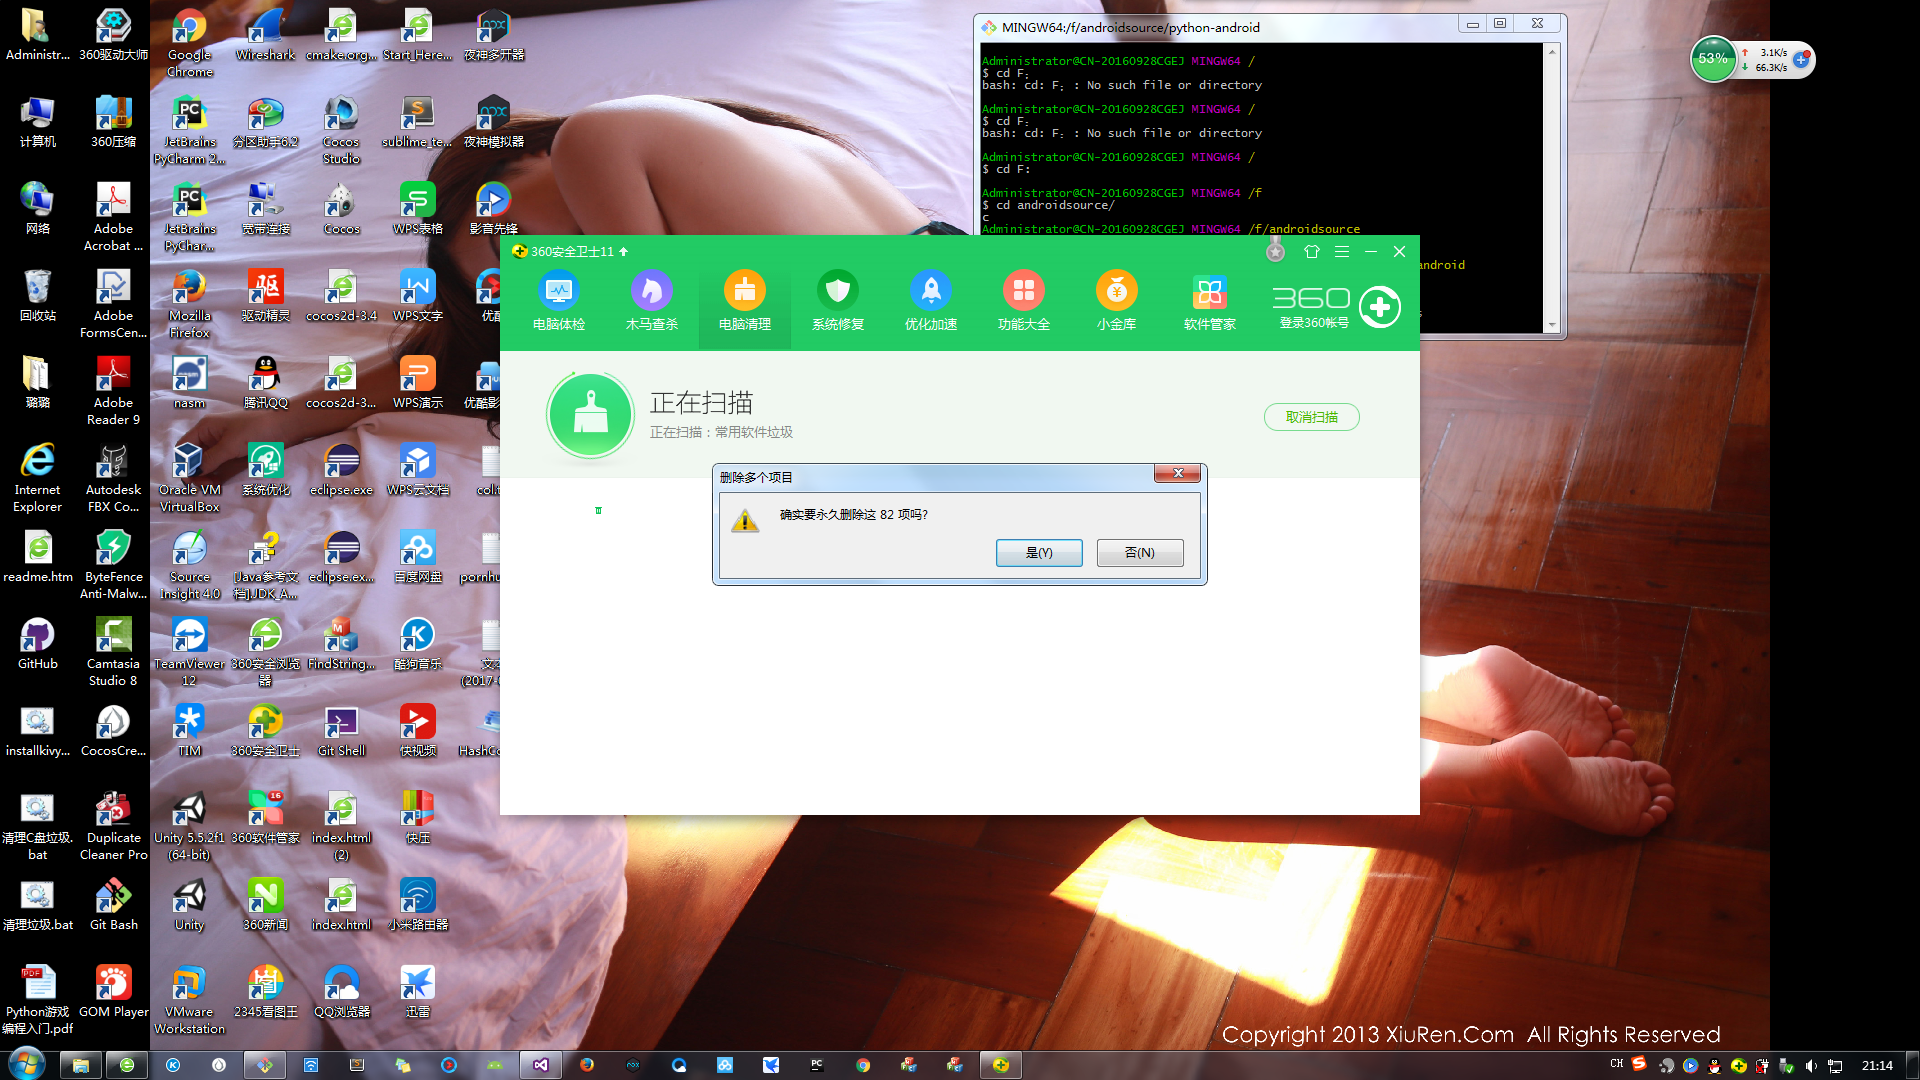 Administr...
360驱动大师
Google Chrome
Wireshark
cmake.org...
Start_Here...
夜神多开器
计算机
360压缩
JetBrains PyCharm 2...
分区助手6.2
Cocos Studio
sublime_te...
夜神模拟器
网络
Adobe Acrobat ...
JetBrains PyChar...
宽带连接
Cocos
WPS表格
影音先锋
回收站
Adobe FormsCen...
Mozilla Firefox
驱动精灵
cocos2d-3.4
WPS文字
优酷
璐璐
Adobe Reader 9
nasm
腾讯QQ
cocos2d-3...
WPS演示
优酷影
Internet Explorer
Autodesk FBX Co...
Oracle VM VirtualBox
系统优化
eclipse.exe
WPS云文档
col.t
readme.htm
ByteFence Anti-Malw...
Source Insight 4.0
[Java参考文档].JDK_A...
eclipse.ex...
百度网盘
pornhu
GitHub
Camtasia Studio 8
TeamViewer 12
360安全浏览器
FindString...
酷狗音乐
文本
(2017-
installkivy...
CocosCre...
TIM
360安全卫士
Git Shell
快视频
HashCo
清理C盘垃圾.bat
Duplicate Cleaner Pro
Unity 5.5.2f1 (64-bit)
16
360软件管家
index.html (2)
快压
清理垃圾.bat
Git Bash
Unity
360新闻
index.html
小米路由器
Python游戏编程入门.pdf
GOM Player
VMware Workstation
2345看图王
QQ浏览器
迅雷
MINGW64:/f/androidsource/python-android
Administrator@CN-20160928CGEJ MINGW64 /
$ cd F;
bash: cd: F; : No such file or directory
Administrator@CN-20160928CGEJ MINGW64 /
$ cd F;
bash: cd: F; : No such file or directory
Administrator@CN-20160928CGEJ MINGW64 /
$ cd F:
Administrator@CN-20160928CGEJ MINGW64 /f
$ cd androidsource/
c
Administrator@CN-20160928CGEJ MINGW64 /f/androidsource
android
s
53%
3.1K/s
66.3K/s
360安全卫士11
电脑体检
木马查杀
电脑清理
系统修复
优化加速
功能大全
小金库
软件管家
360
登录360帐号
正在扫描
正在扫描：常用软件垃圾
取消扫描
删除多个项目
确实要永久删除这 82 项吗?
是(Y)
否(N)
Copyright 2013 XiuRen.Com All Rights Reserved
CH
21:14